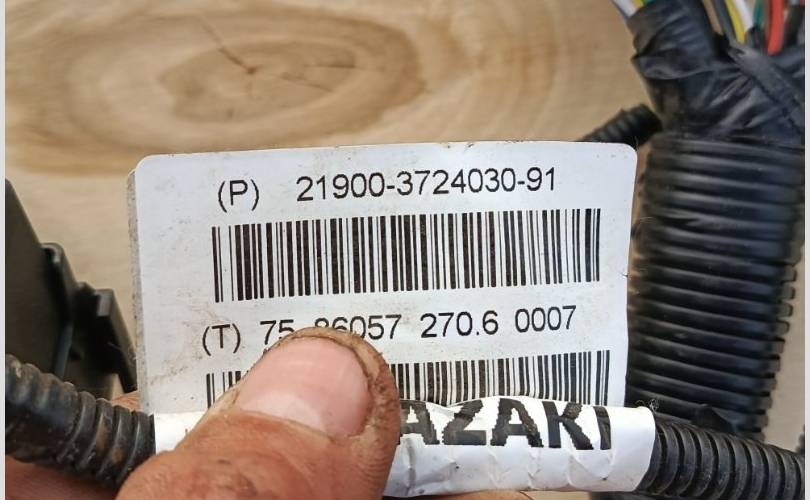 (P) 21900-3724030-91
(T) 75 86057 270.6 0007
AZAKI